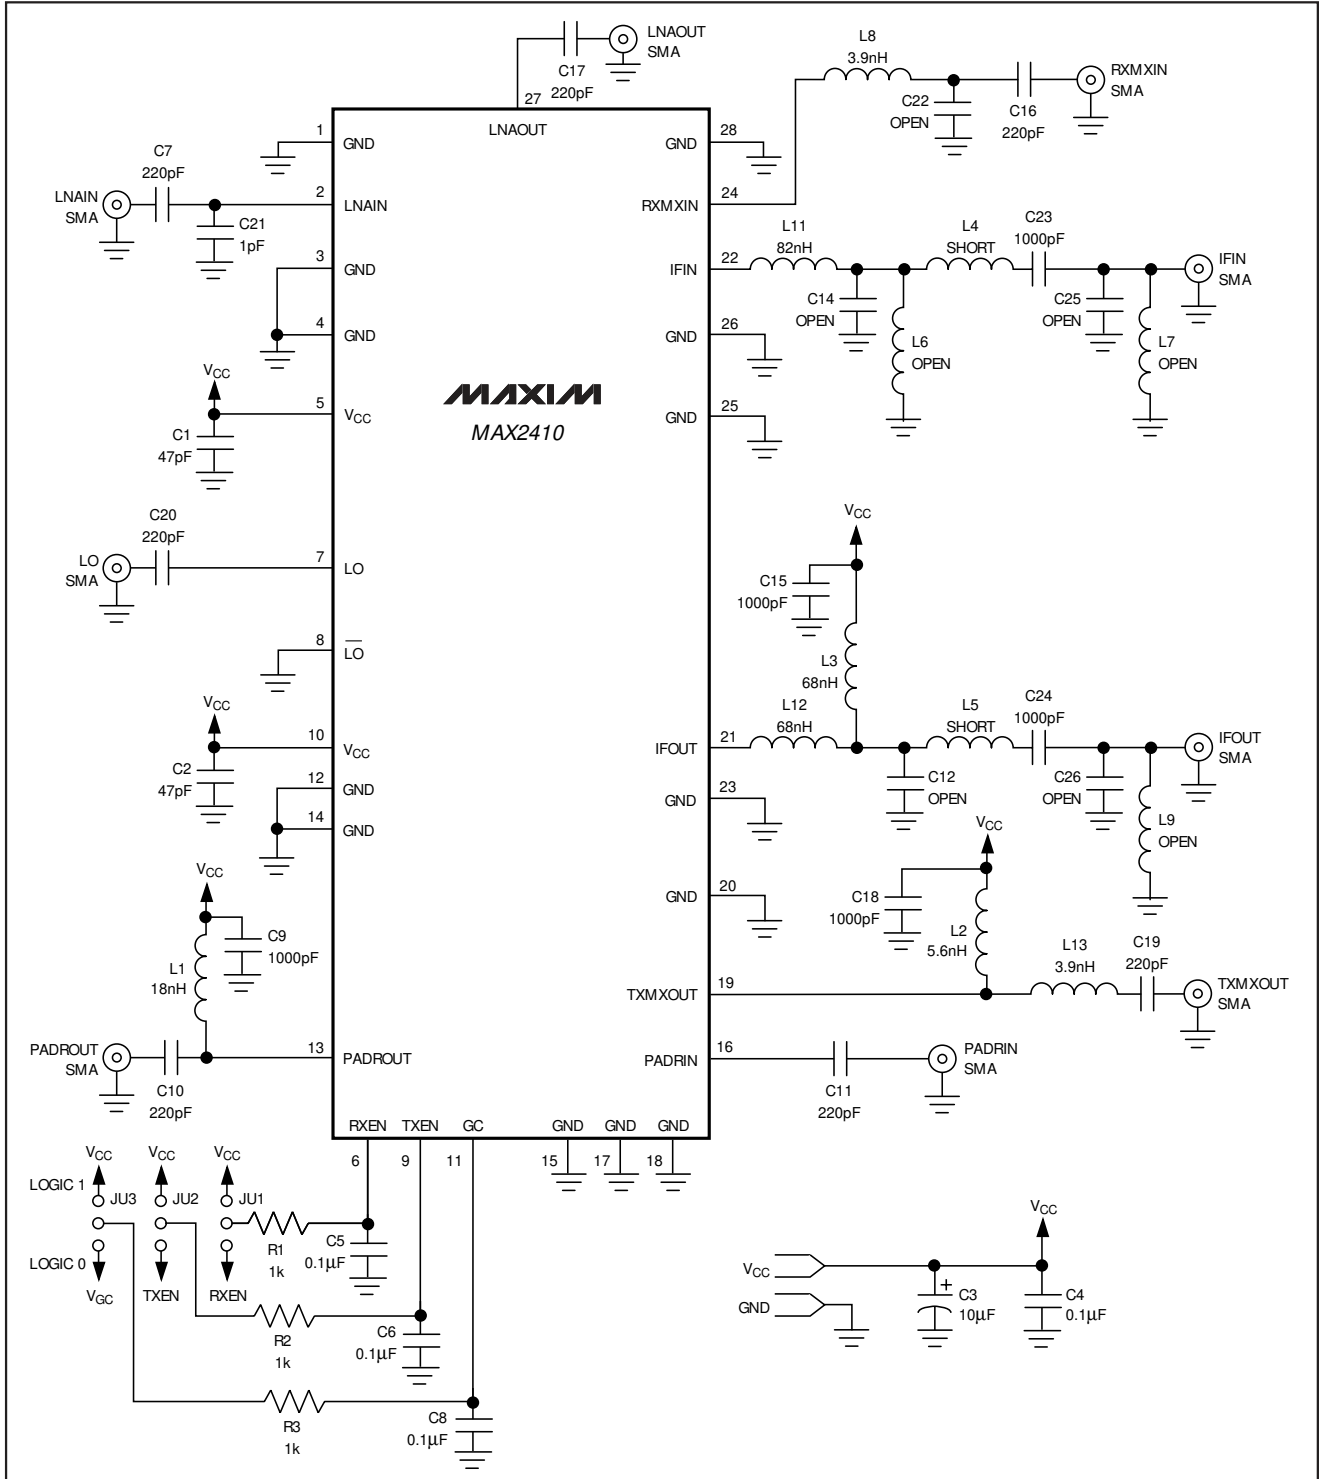 LNAOUT
SMA
C17
220pF
27
LNAOUT
L8
3.9nH
C22
OPEN
C16
220pF
RXMXIN
SMA
1
GND
28
GND
C7
220pF
LNAIN
SMA
2
LNAIN
C21
1pF
24
RXMXIN
3
GND
L11
82nH
L4
SHORT
C23
1000pF
22
IFIN
IFIN
SMA
C14
OPEN
L6
OPEN
C25
OPEN
L7
OPEN
4
GND
26
GND
VCC
5
VCC
C1
47pF
25
GND
MAXIM
MAX2410
C20
220pF
LO
SMA
7
LO
VCC
C15
1000pF
8
LO
L3
68nH
VCC
10
VCC
C2
47pF
12
GND
14
GND
L12
68nH
L5
SHORT
C24
1000pF
21
IFOUT
IFOUT
SMA
C12
OPEN
C26
OPEN
L9
OPEN
23
GND
VCC
20
GND
C18
1000pF
L2
5.6nH
VCC
C9
1000pF
L1
18nH
L13
3.9nH
C19
220pF
19
TXMXOUT
TXMXOUT
SMA
PADROUT
SMA
13
PADROUT
C10
220pF
16
PADRIN
C11
220pF
PADRIN
SMA
RXEN
TXEN
GC
GND
GND
GND
6
9
11
15
17
18
VCC
VCC
VCC
LOGIC 1
JU3
JU2
JU1
LOGIC 0
VGC
TXEN
RXEN
R1
1k
C5
0.1μF
R2
1k
C6
0.1μF
R3
1k
C8
0.1μF
VCC
VCC
GND
+
C3
10μF
C4
0.1μF